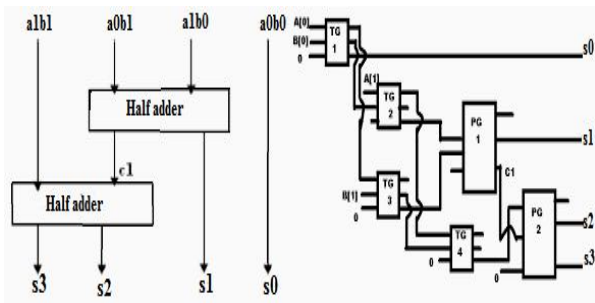 a1b1 a0b1 a1b0 a0b0
Half adder
c1
Half adder
s3 s2 s1 s0
A[0]
B[0]
0
TG
1
s0
A[1]
TG
2
PG
1
s1
C1
TG
3
B[1]
0
TG
4
0
PG
2
s2
s3
0